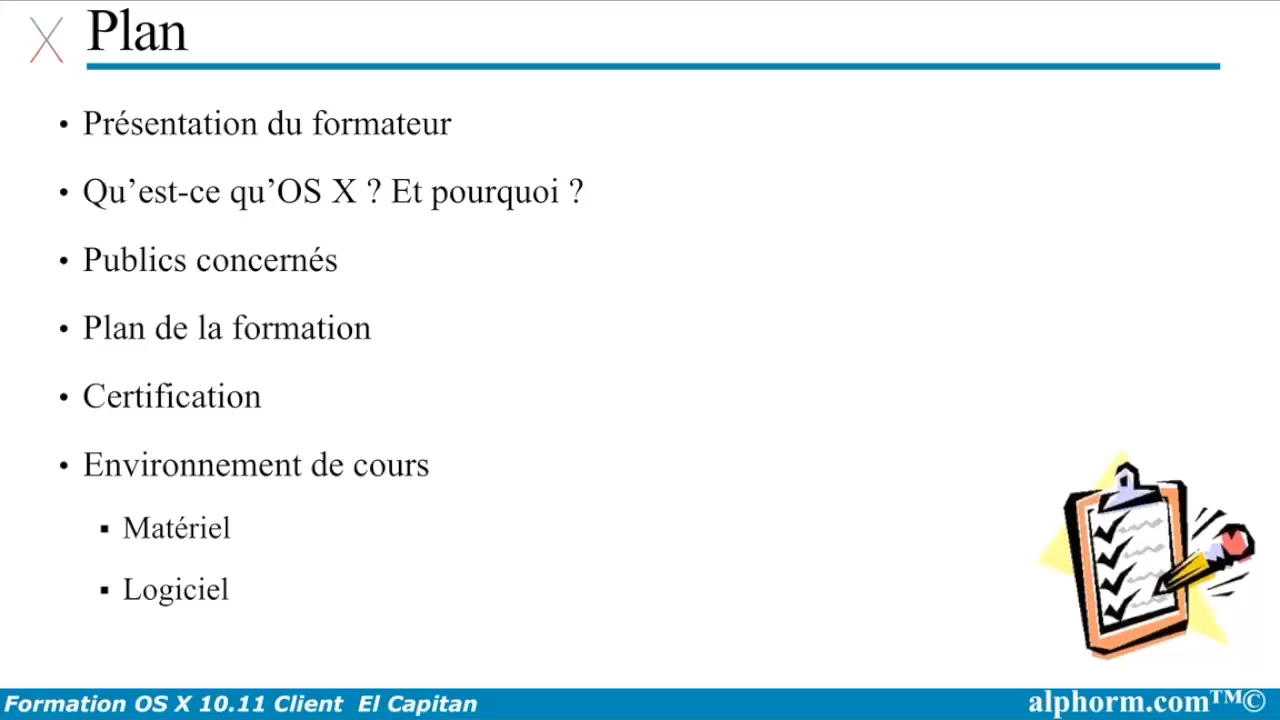 Plan
• Présentation du formateur
• Qu’est-ce qu’OS X ? Et pourquoi ?
• Publics concernés
• Plan de la formation
• Certification
• Environnement de cours
▪ Matériel
▪ Logiciel
Formation OS X 10.11 Client El Capitan
alphorm.com™©